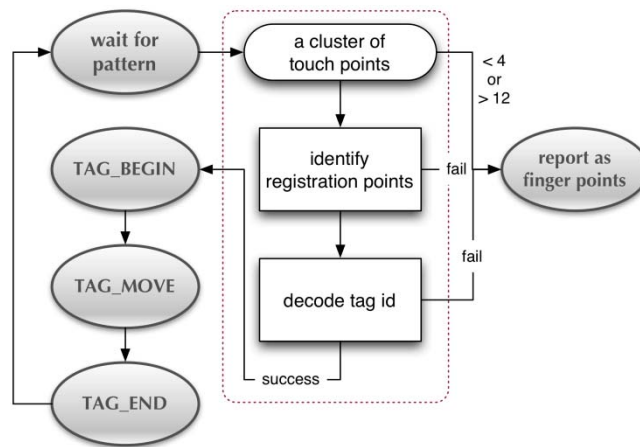 wait for
pattern
a cluster of
touch points
< 4
or
> 12
TAG_BEGIN
identify
registration points
fail
report as
finger points
TAG_MOVE
decode tag id
fail
success
TAG_END